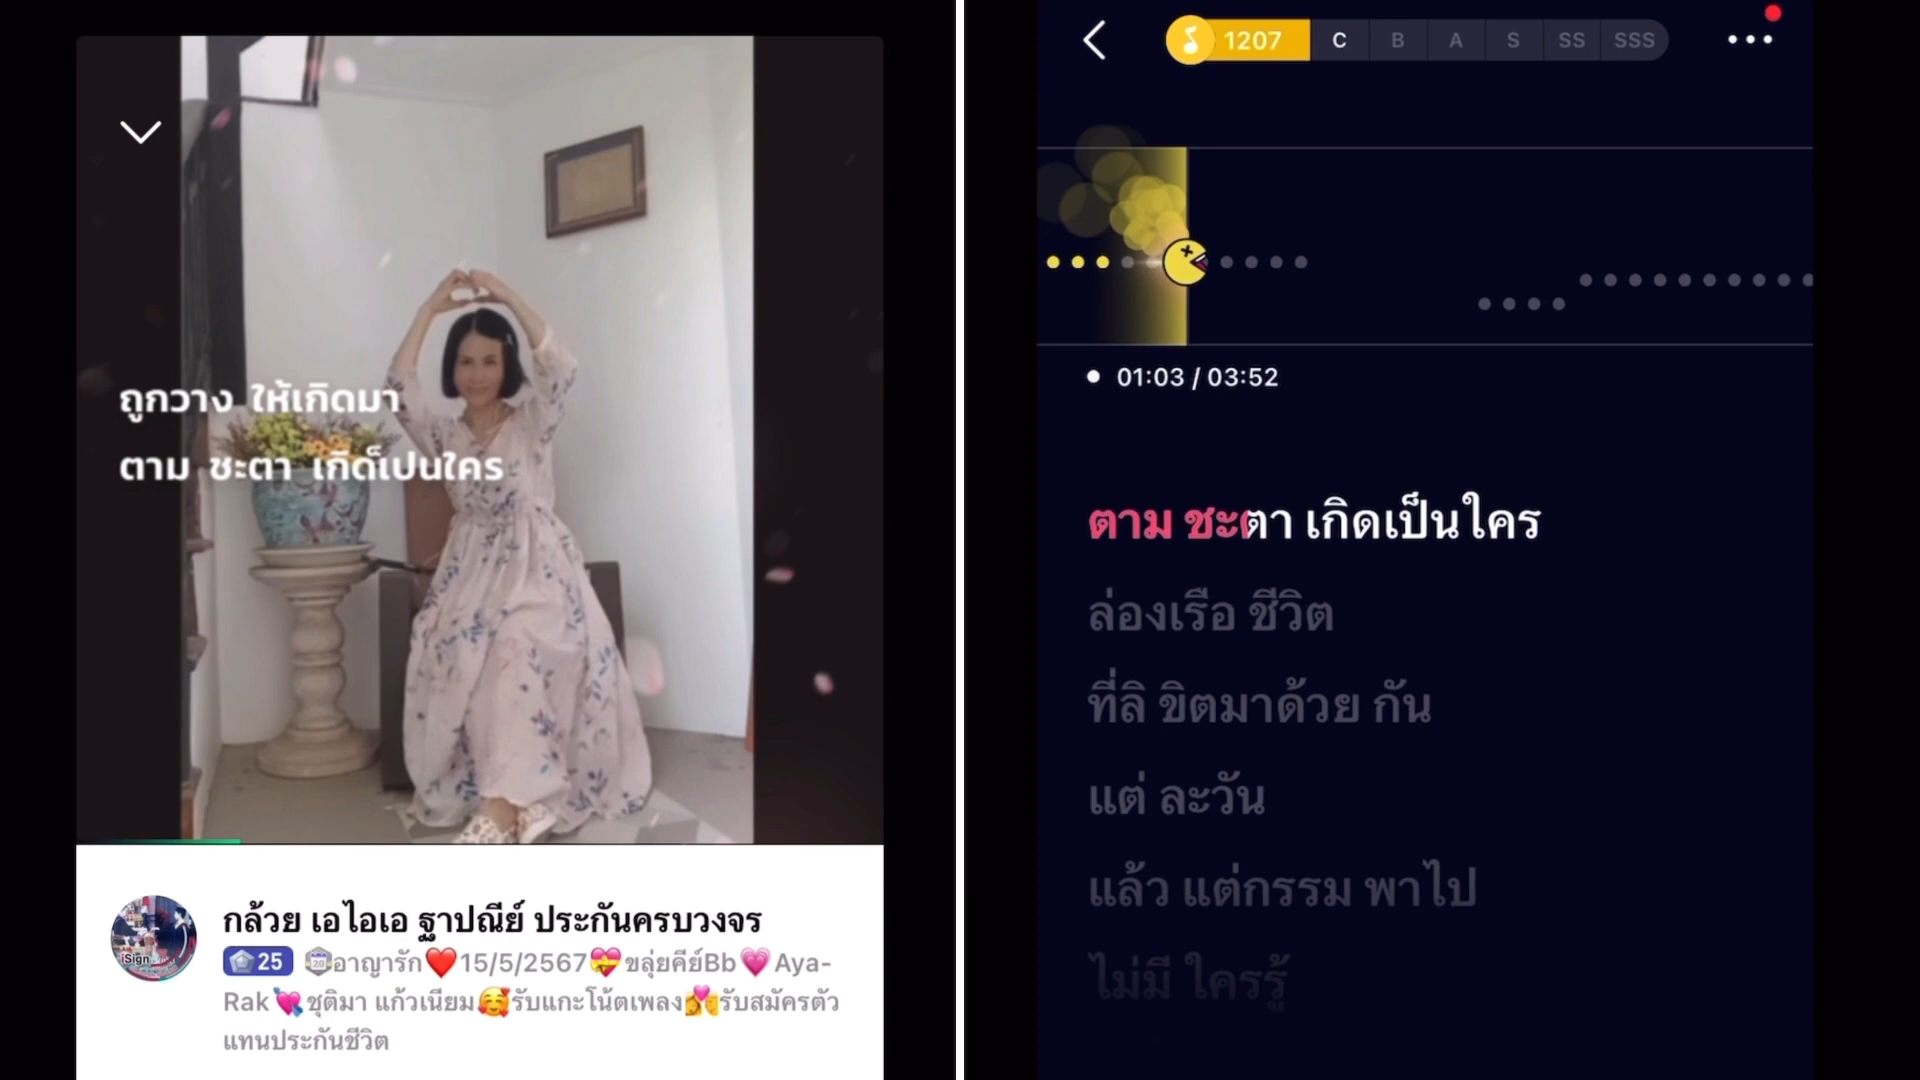 ถูกวาง ให้เกิดมา
ตาม ชะตา เกิด็เปนใคร
iSign
กล้วย เอไอเอ ฐาปณีย์ ประกันครบวงจร
25 20 อาญารัก❤️15/5/2567💝ขลุ่ยคีย์Bb💗Aya-
Rak💘ชุติมา แก้วเนียม🥰รับแกะโน้ตเพลง💏รับสมัครตัว
แทนประกันชีวิต
1207 C B A S SS SSS
01:03 / 03:52
ตาม ชะตา เกิดเป็นใคร
ล่องเรือ ชีวิต
ที่ลิ ขิตมาด้วย กัน
แต่ ละวัน
แล้ว แต่กรรม พาไป
ไม่มี ใครรู้